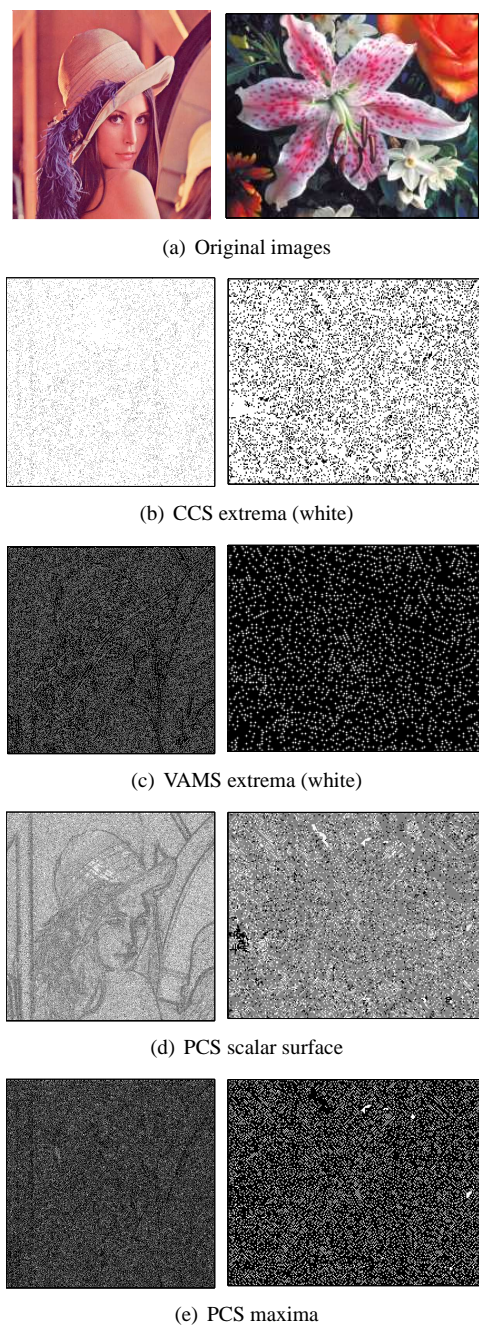 (a) Original images
(b) CCS extrema (white)
(c) VAMS extrema (white)
(d) PCS scalar surface
(e) PCS maxima